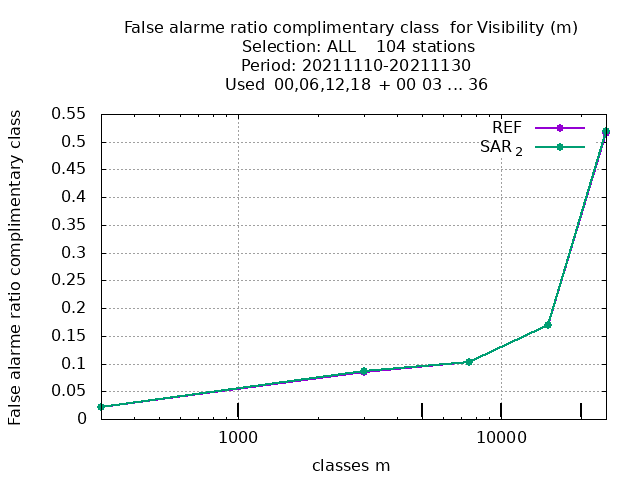 False alarme ratio complimentary class  for Visibility (m)
Selection: ALL    104 stations
Period: 20211110-20211130
Used  00,06,12,18  + 00 03 ... 36
False alarme ratio complimentary class
0.55
0.5
0.45
0.4
0.35
0.3
0.25
0.2
0.15
0.1
0.05
0
REF
SAR 2
1000
10000
classes m